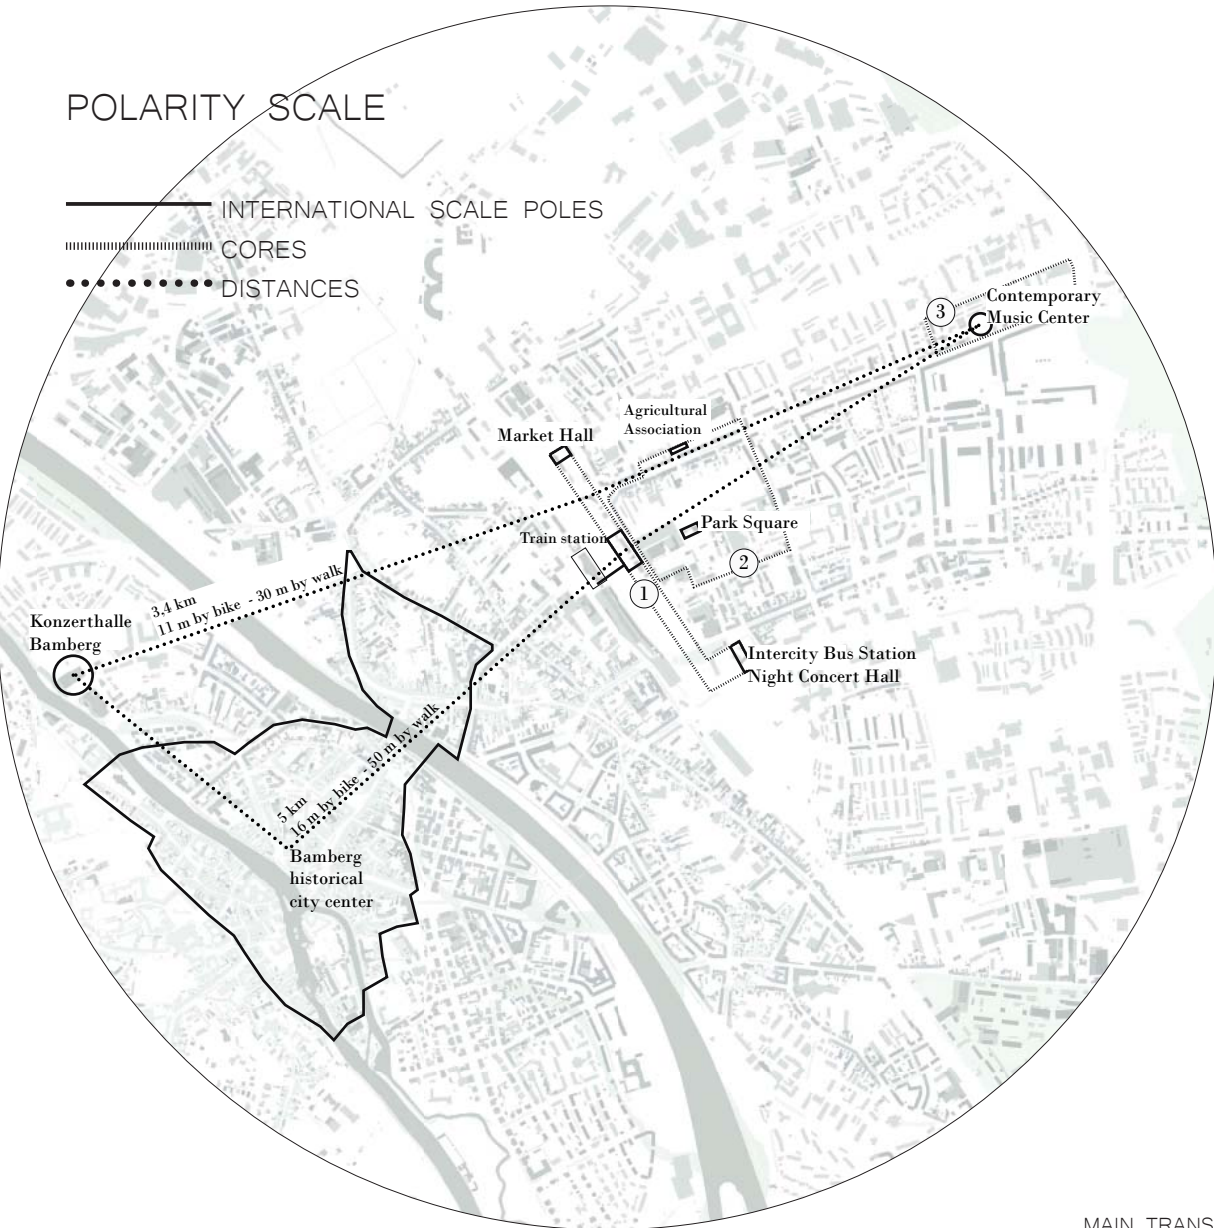 POLARITY SCALE
INTERNATIONAL SCALE POLES
CORES
DISTANCES
3
Contemporary
Music Center
Agricultural
Association
Market Hall
Park Square
Train station
2
1
3,4 km
11 m by bike - 30 m by walk
Konzerthalle
Bamberg
Intercity Bus Station
Night Concert Hall
5 km
16 m by bike - 50 m by walk
Bamberg
historical
city center
MAIN TRANS